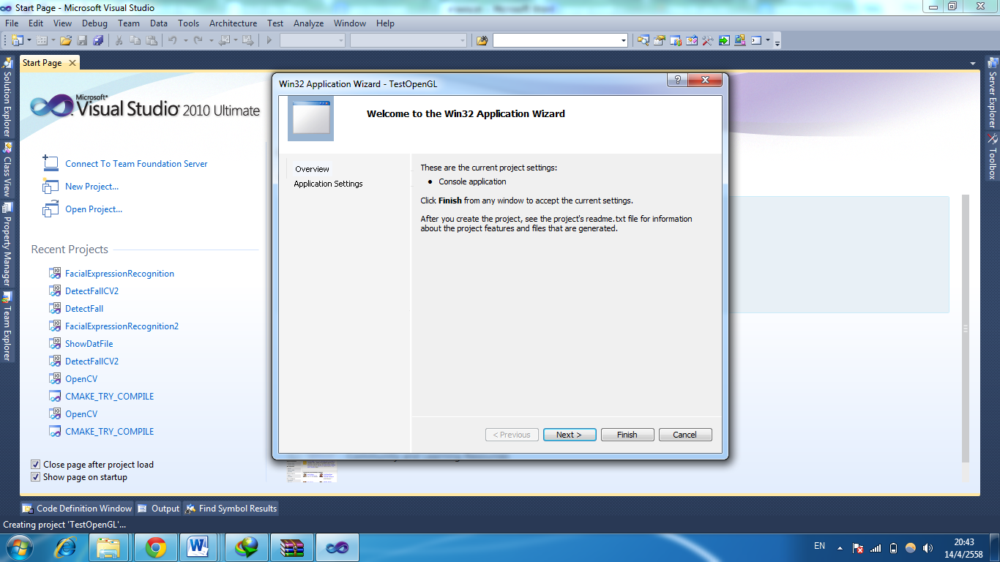 Start Page - Microsoft Visual Studio
File Edit View Debug Team Data Tools Architecture Test Analyze Window Help
Start Page
Solution Explorer
Class View
Property Manager
Team Explorer
Server Explorer
Toolbox
Microsoft®
Visual Studio 2010 Ultimate
Connect To Team Foundation Server
New Project...
Open Project...
Recent Projects
FacialExpressionRecognition
DetectFallCV2
DetectFall
FacialExpressionRecognition2
ShowDatFile
DetectFallCV2
OpenCV
CMAKE_TRY_COMPILE
OpenCV
CMAKE_TRY_COMPILE
Close page after project load
Show page on startup
Win32 Application Wizard - TestOpenGL
Welcome to the Win32 Application Wizard
Overview
Application Settings
These are the current project settings:
• Console application
Click Finish from any window to accept the current settings.
After you create the project, see the project's readme.txt file for information
about the project features and files that are generated.
< Previous Next > Finish Cancel
Code Definition Window Output Find Symbol Results
Creating project 'TestOpenGL'...
EN
20:43
14/4/2558